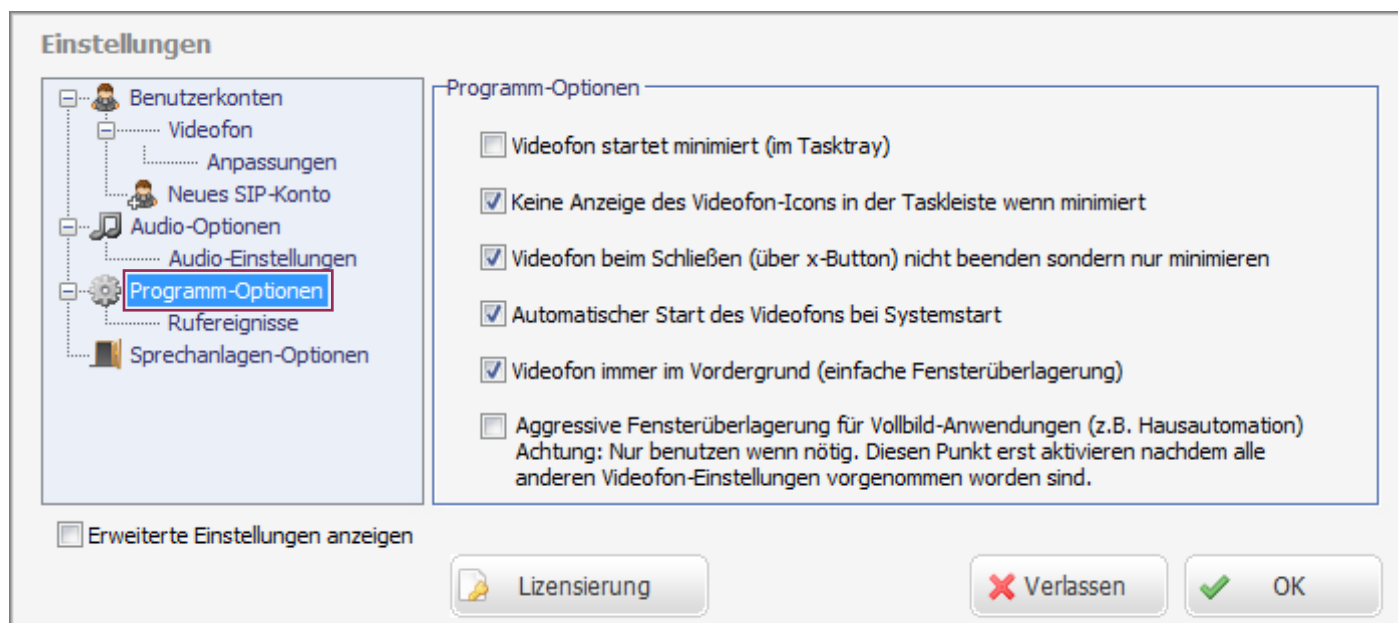 Einstellungen
Benutzerkonten
Videofon
Anpassungen
Neues SIP-Konto
Audio-Optionen
Audio-Einstellungen
Programm-Optionen
Rufereignisse
Sprechanlagen-Optionen
Programm-Optionen
Videofon startet minimiert (im Tasktray)
Keine Anzeige des Videofon-Icons in der Taskleiste wenn minimiert
Videofon beim Schließen (über x-Button) nicht beenden sondern nur minimieren
Automatischer Start des Videofons bei Systemstart
Videofon immer im Vordergrund (einfache Fensterüberlagerung)
Aggressive Fensterüberlagerung für Vollbild-Anwendungen (z.B. Hausautomation)
Achtung: Nur benutzen wenn nötig. Diesen Punkt erst aktivieren nachdem alle
anderen Videofon-Einstellungen vorgenommen worden sind.
Erweiterte Einstellungen anzeigen
Lizensierung
Verlassen
OK